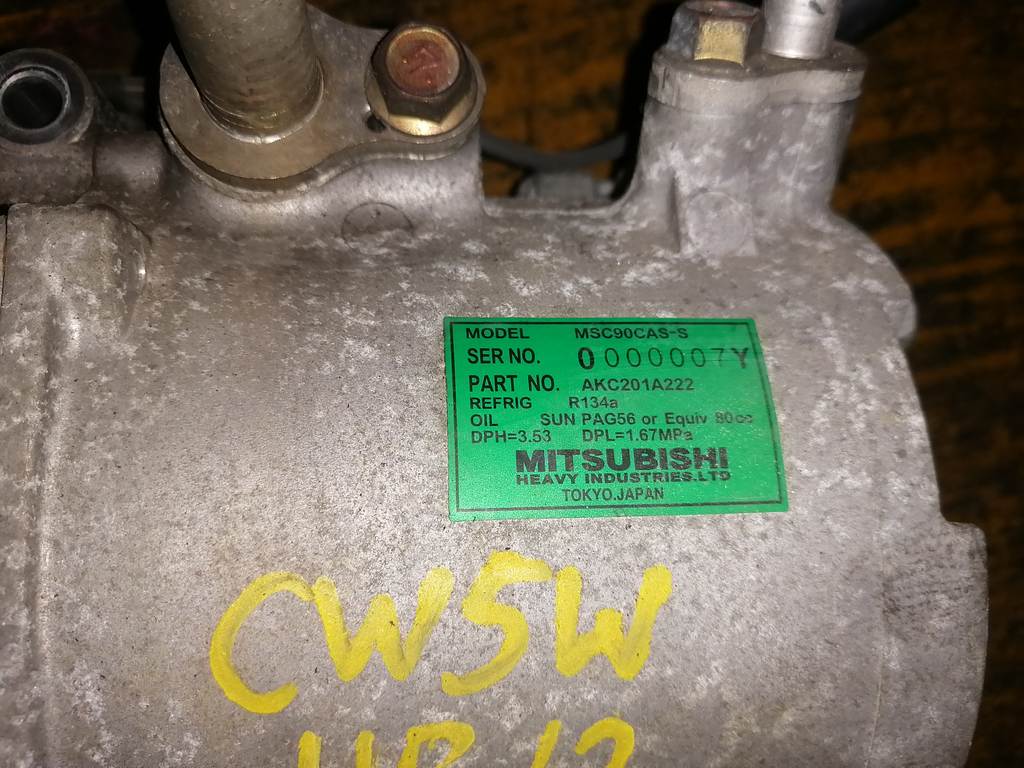 MODEL MSC90CAS-S
SER NO. 0000007Y
PART NO. AKC201A222
REFRIG R134a
OIL SUN PAG56 or Equiv 80cc
DPH=3.53 DPL=1.67MPa
MITSUBISHI
HEAVY INDUSTRIES.LTD
TOKYO.JAPAN
CW5W